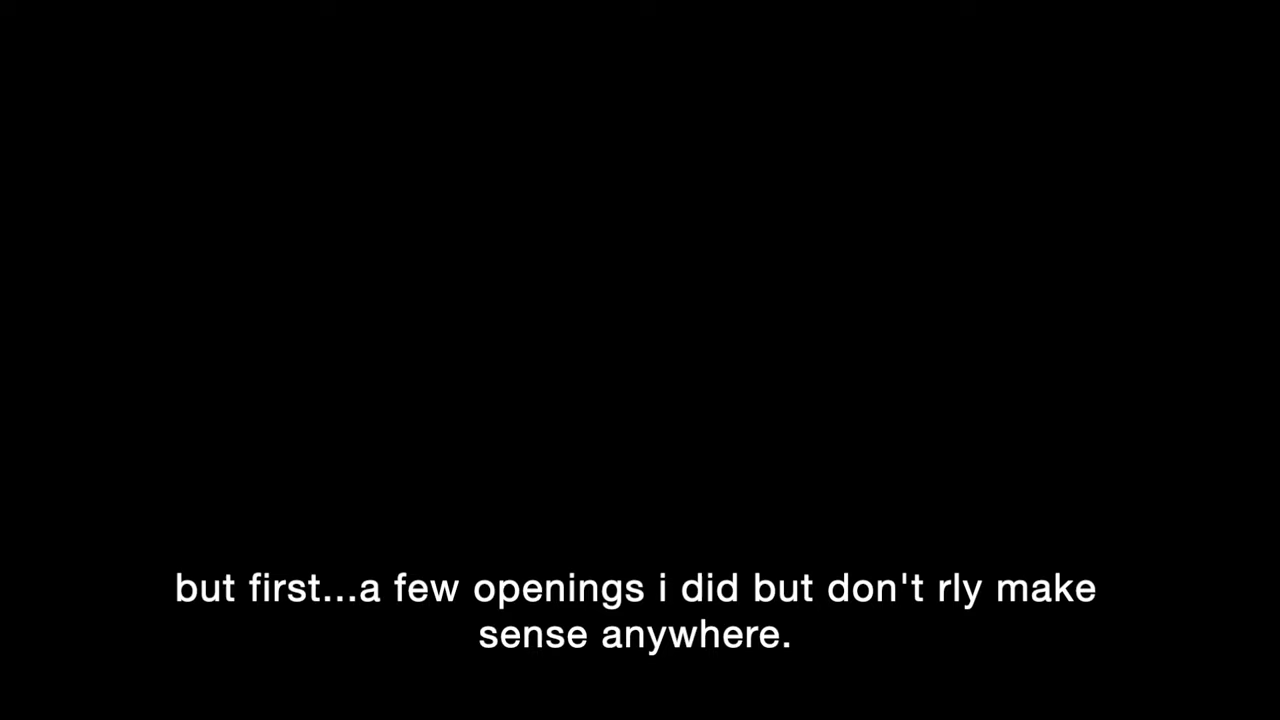 but first...a few openings i did but don't rly make
sense anywhere.